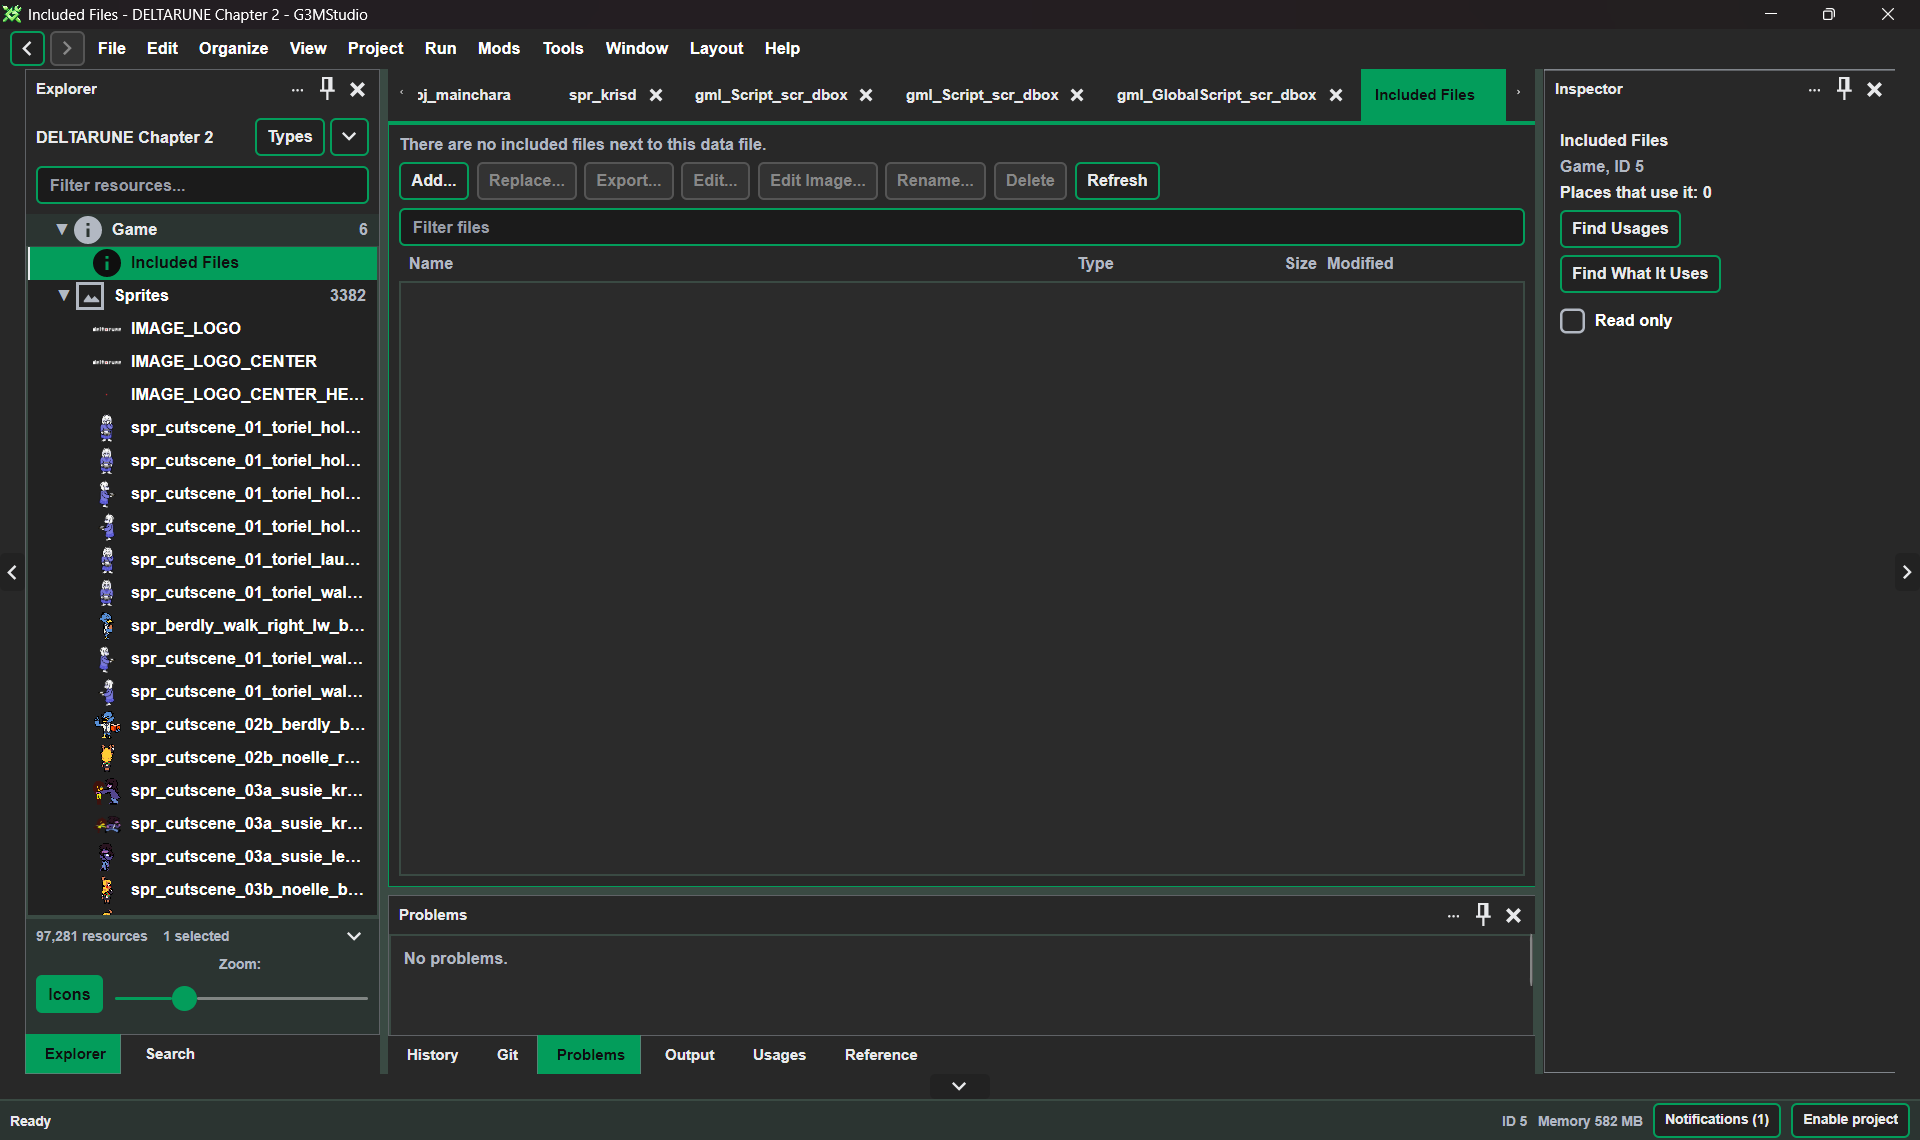 Included Files - DELTARUNE Chapter 2 - G3MStudio
File Edit Organize View Project Run Mods Tools Window Layout Help
Explorer
DELTARUNE Chapter 2 Types
Filter resources...
Game 6
Included Files
Sprites 3382
IMAGE_LOGO
IMAGE_LOGO_CENTER
IMAGE_LOGO_CENTER_HE...
spr_cutscene_01_toriel_hol...
spr_cutscene_01_toriel_hol...
spr_cutscene_01_toriel_hol...
spr_cutscene_01_toriel_hol...
spr_cutscene_01_toriel_lau...
spr_cutscene_01_toriel_wal...
spr_berdly_walk_right_lw_b...
spr_cutscene_01_toriel_wal...
spr_cutscene_01_toriel_wal...
spr_cutscene_02b_berdly_b...
spr_cutscene_02b_noelle_r...
spr_cutscene_03a_susie_kr...
spr_cutscene_03a_susie_kr...
spr_cutscene_03a_susie_le...
spr_cutscene_03b_noelle_b...
97,281 resources 1 selected
Zoom:
Icons
Explorer Search
oj_mainchara spr_krisd gml_Script_scr_dbox gml_Script_scr_dbox gml_GlobalScript_scr_dbox Included Files
There are no included files next to this data file.
Add... Replace... Export... Edit... Edit Image... Rename... Delete Refresh
Filter files
Name Type Size Modified
Problems
No problems.
History Git Problems Output Usages Reference
Inspector
Included Files
Game, ID 5
Places that use it: 0
Find Usages
Find What It Uses
Read only
Ready ID 5 Memory 582 MB Notifications (1) Enable project